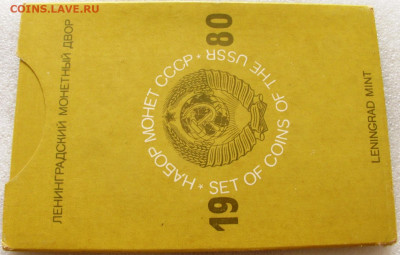 COINS.LAVE.RU
ЛЕНИНГРАДСКИЙ МОНЕТНЫЙ ДВОР
НАБОР МОНЕТ СССР •
SET OF COINS OF THE USSR •
19 80
LENINGRAD MINT